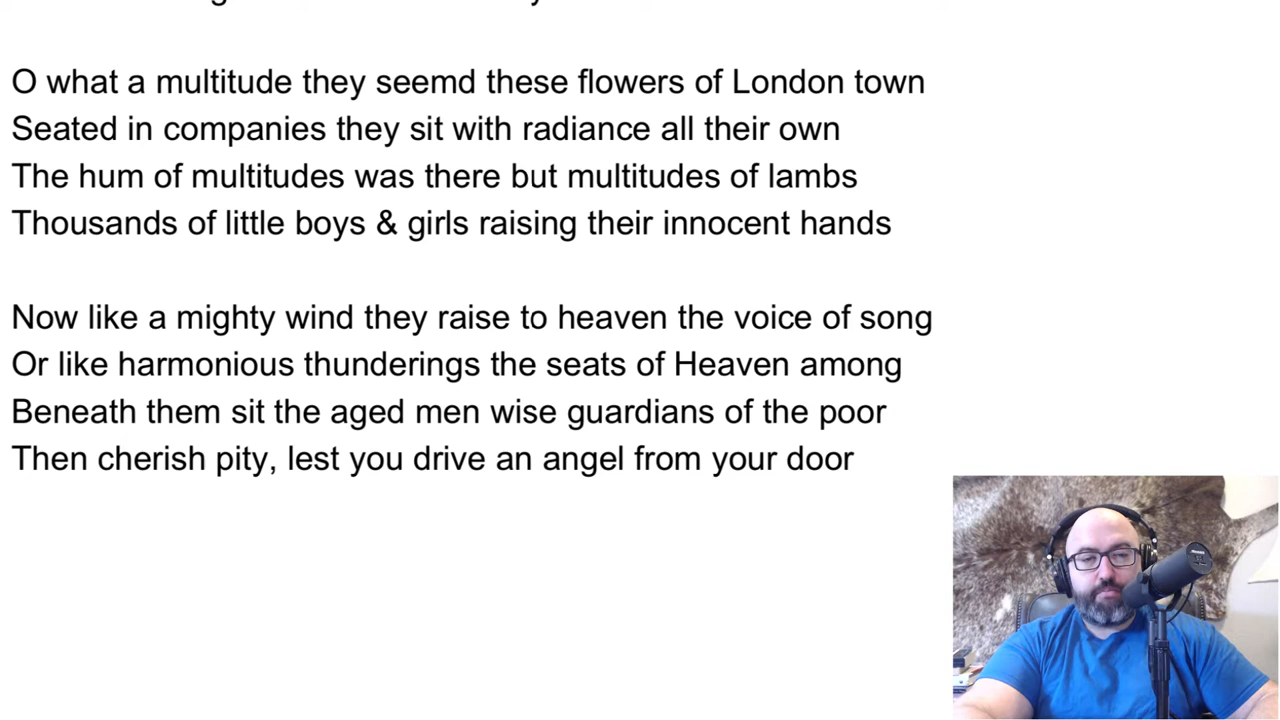 O what a multitude they seemd these flowers of London town
Seated in companies they sit with radiance all their own
The hum of multitudes was there but multitudes of lambs
Thousands of little boys & girls raising their innocent hands
Now like a mighty wind they raise to heaven the voice of song
Or like harmonious thunderings the seats of Heaven among
Beneath them sit the aged men wise guardians of the poor
Then cherish pity, lest you drive an angel from your door